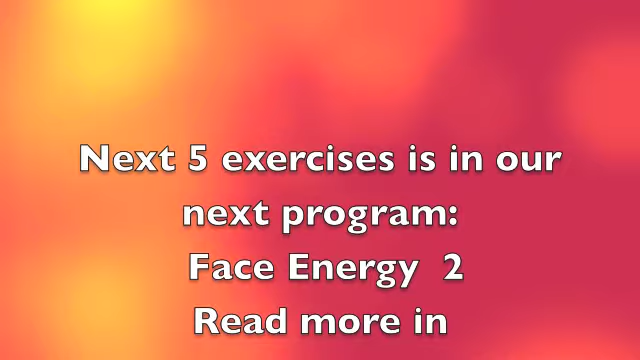 Next 5 exercises is in our
next program:
Face Energy 2
Read more in